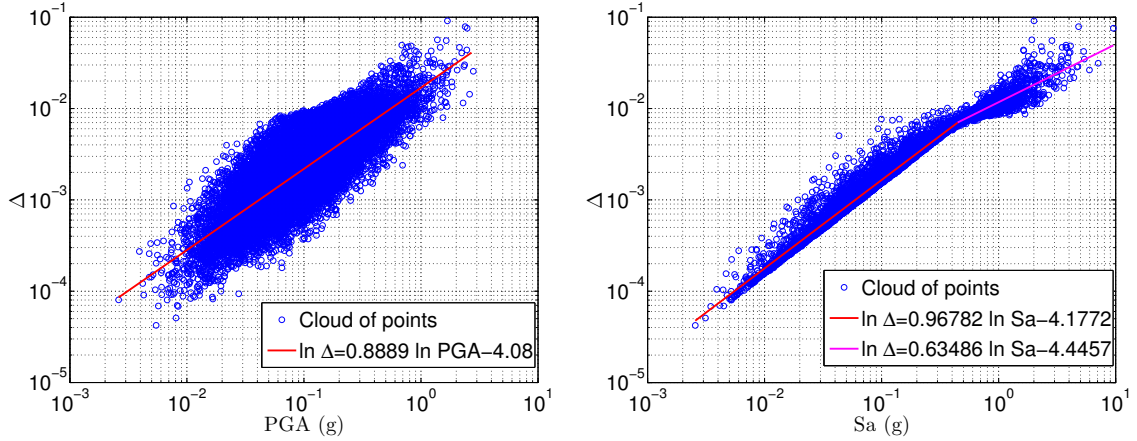 10^-1
10^-2
10^-3
10^-4
10^-5
Δ
10^-3
10^-2
10^-1
10^0
10^1
PGA (g)
Cloud of points
ln Δ=0.8889 ln PGA−4.08
10^-1
10^-2
10^-3
10^-4
10^-5
Δ
10^-3
10^-2
10^-1
10^0
10^1
Sa (g)
Cloud of points
ln Δ=0.96782 ln Sa−4.1772
ln Δ=0.63486 ln Sa−4.4457